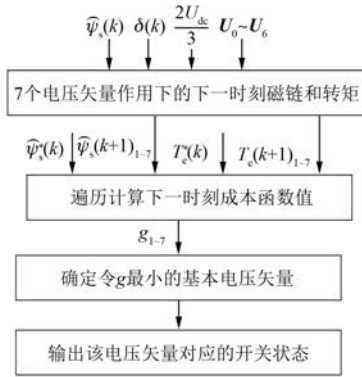 ψ̂s(k) δ(k) 2Udc/3 U0~U6
7个电压矢量作用下的下一时刻磁链和转矩
ψ̂s*(k) ψ̂s(k+1)1-7 Te*(k) Te(k+1)1-7
遍历计算下一时刻成本函数值
g1-7
确定令g最小的基本电压矢量
输出该电压矢量对应的开关状态